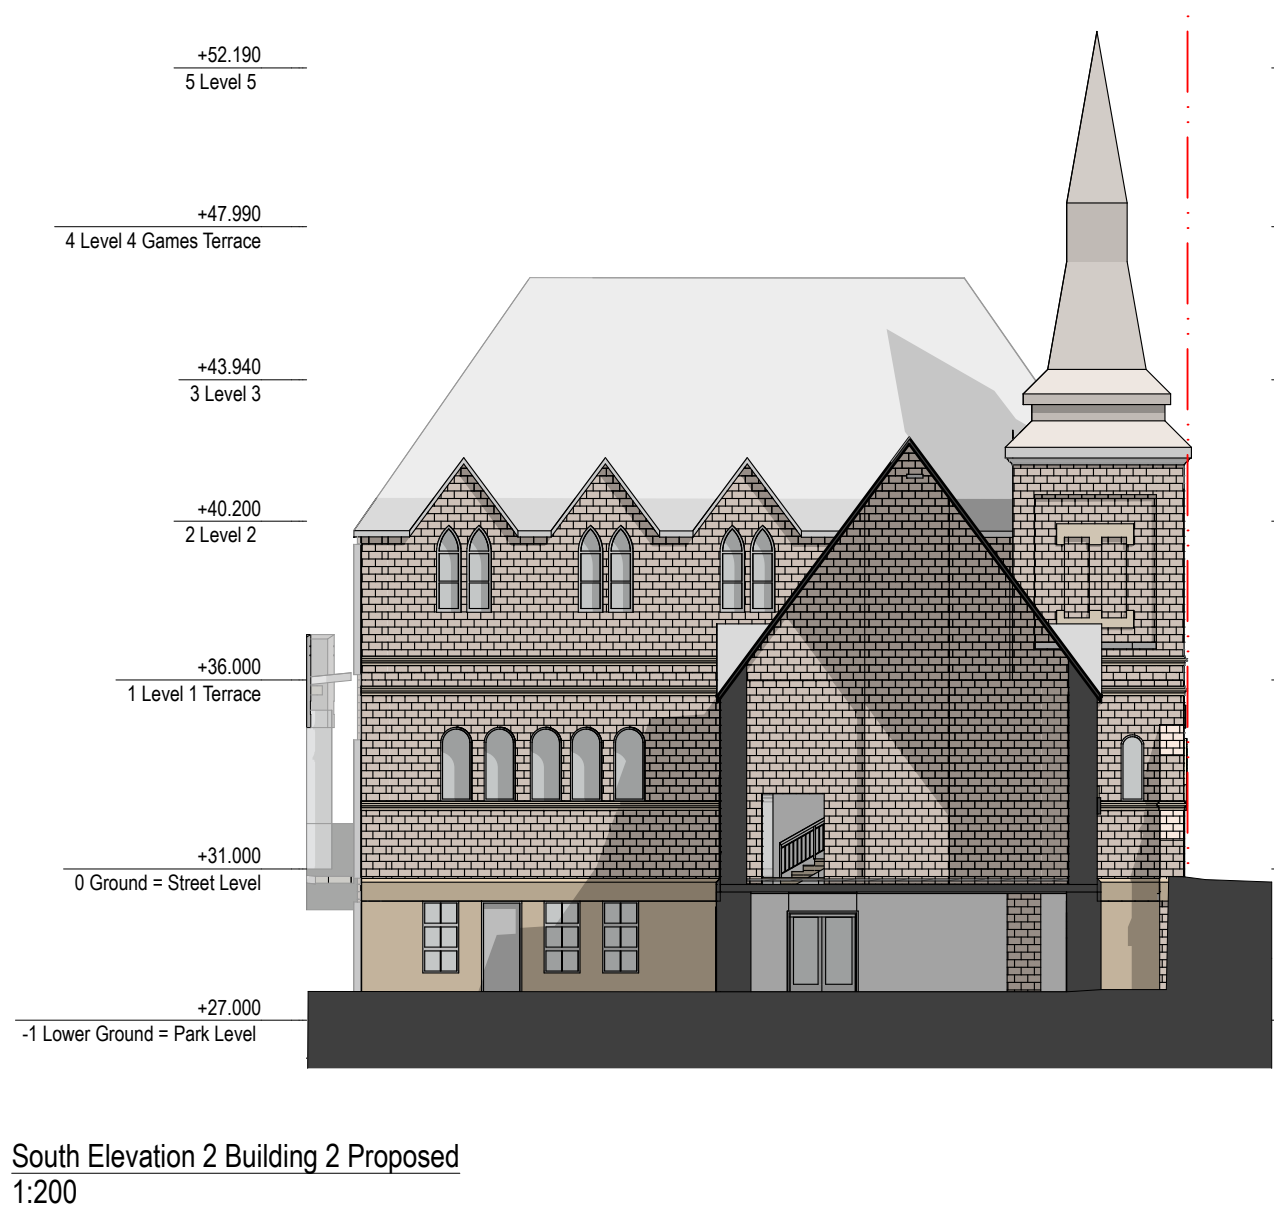 +52.190
5 Level 5
+47.990
4 Level 4 Games Terrace
+43.940
3 Level 3
+40.200
2 Level 2
+36.000
1 Level 1 Terrace
+31.000
0 Ground = Street Level
+27.000
-1 Lower Ground = Park Level
South Elevation 2 Building 2 Proposed
1:200